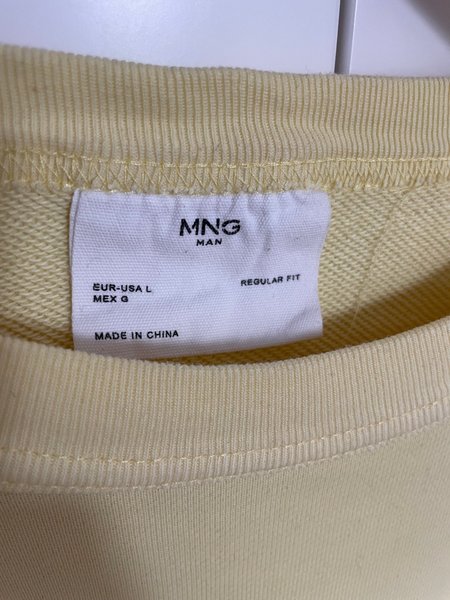 MNG
MAN
EUR-USA L
MEX G
REGULAR FIT
MADE IN CHINA